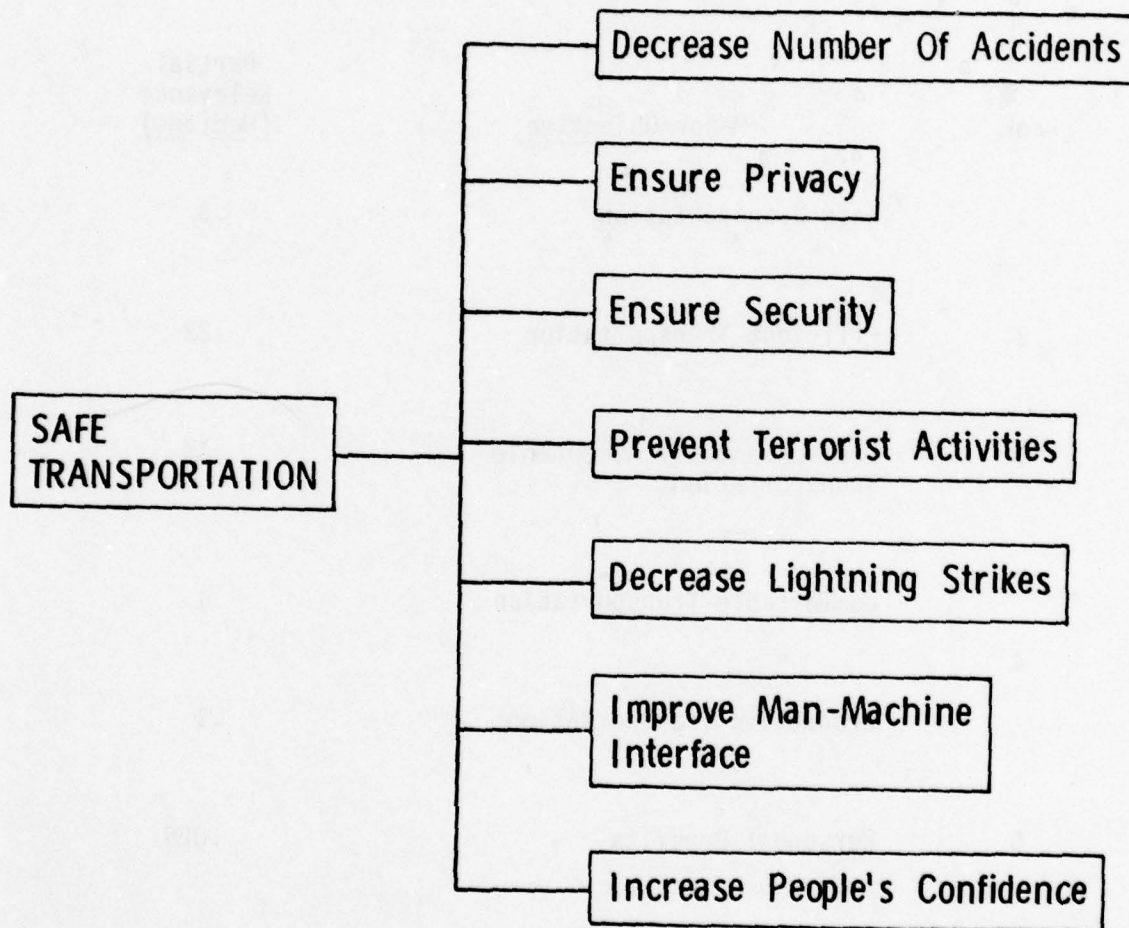 Decrease Number Of Accidents
Ensure Privacy
Ensure Security
SAFE
TRANSPORTATION
Prevent Terrorist Activities
Decrease Lightning Strikes
Improve Man-Machine
Interface
Increase People's Confidence